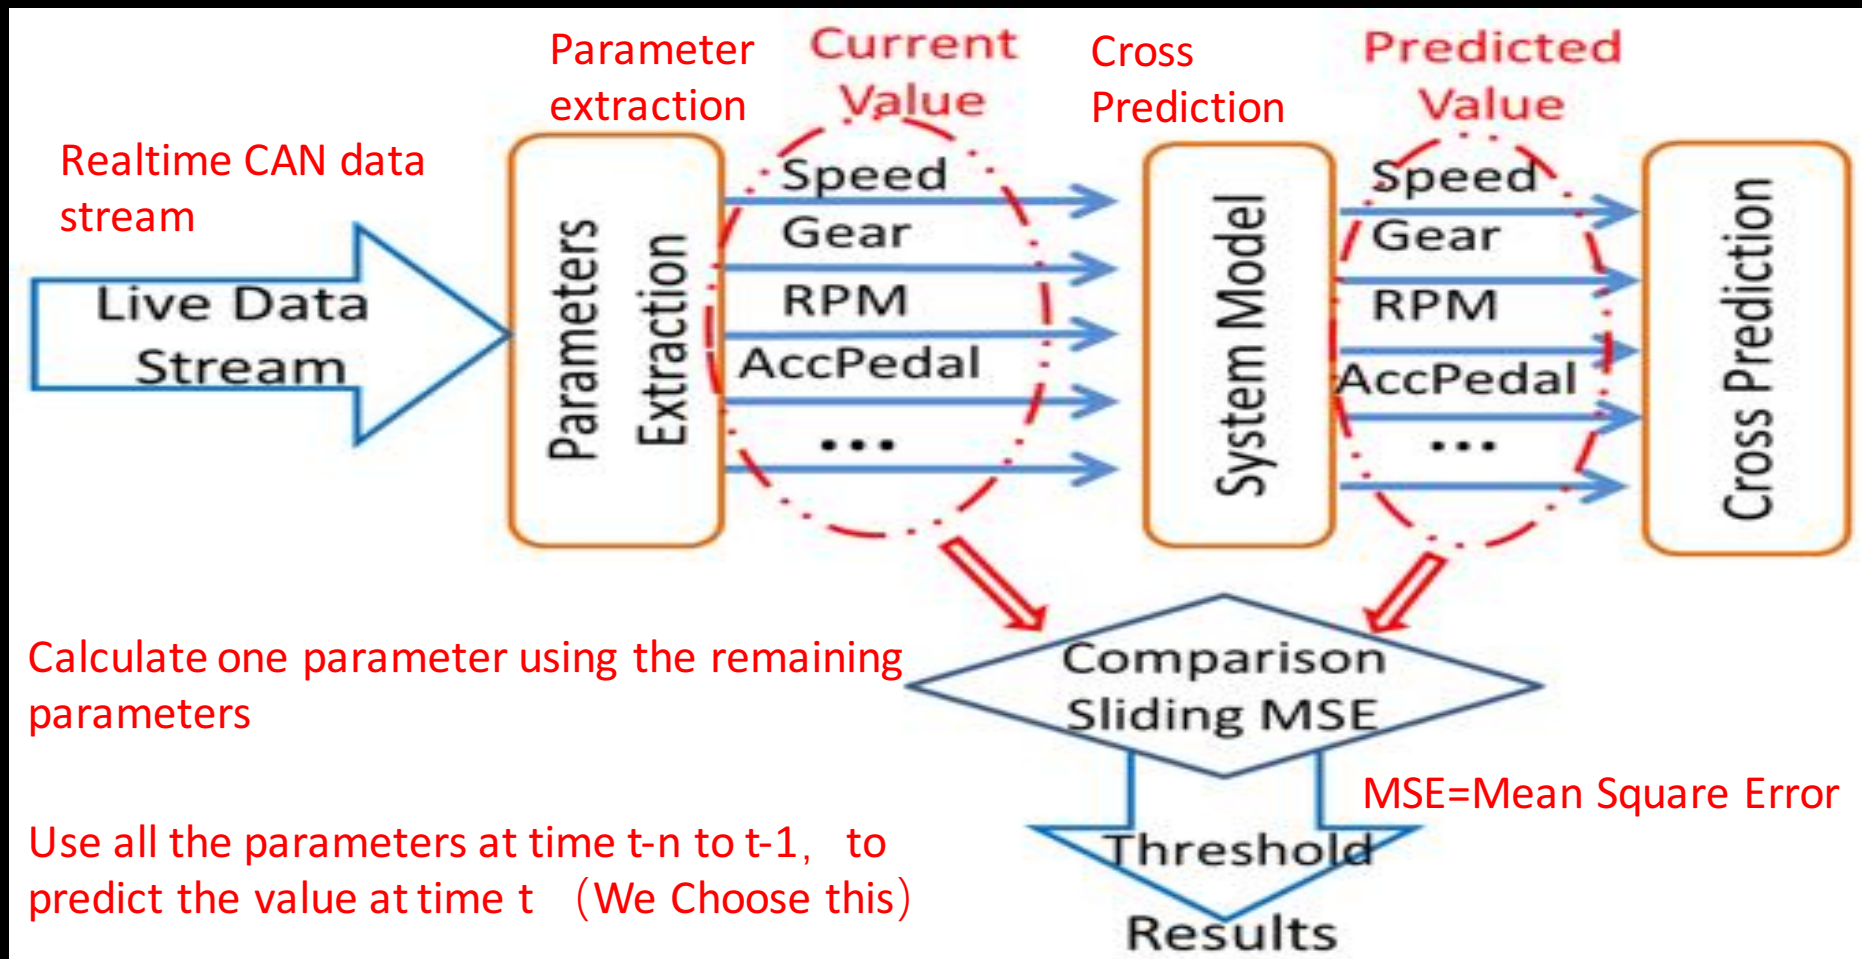 Parameter
extraction
Current
Value
Cross
Prediction
Predicted
Value
Realtime CAN data
stream
Live Data
Stream
Parameters
Extraction
Speed
Gear
RPM
AccPedal
...
System Model
Speed
Gear
RPM
AccPedal
...
Cross Prediction
Calculate one parameter using the remaining
parameters
Comparison
Sliding MSE
MSE=Mean Square Error
Use all the parameters at time t-n to t-1, to
predict the value at time t （We Choose this）
Threshold
Results